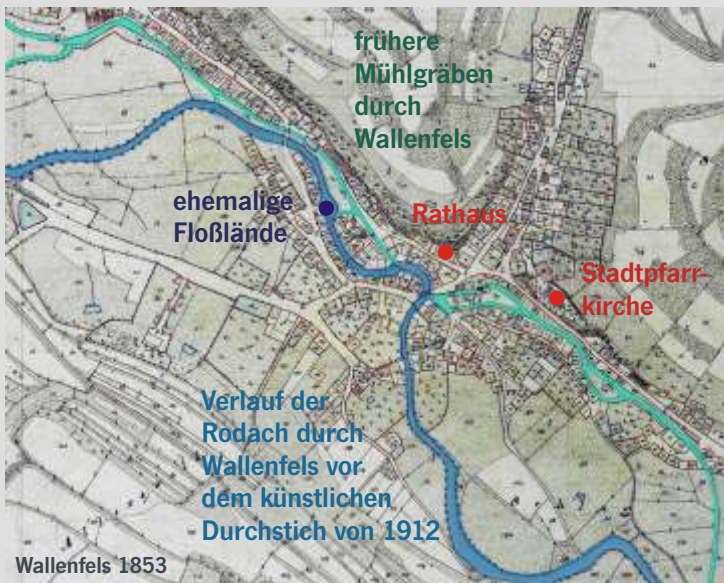 frühere
Mühlgräben
durch
Wallenfels
ehemalige
Floßlände
Rathaus
Stadtpfarr-
kirche
Verlauf der
Rodach durch
Wallenfels vor
dem künstlichen
Durchstich von 1912
Wallenfels 1853